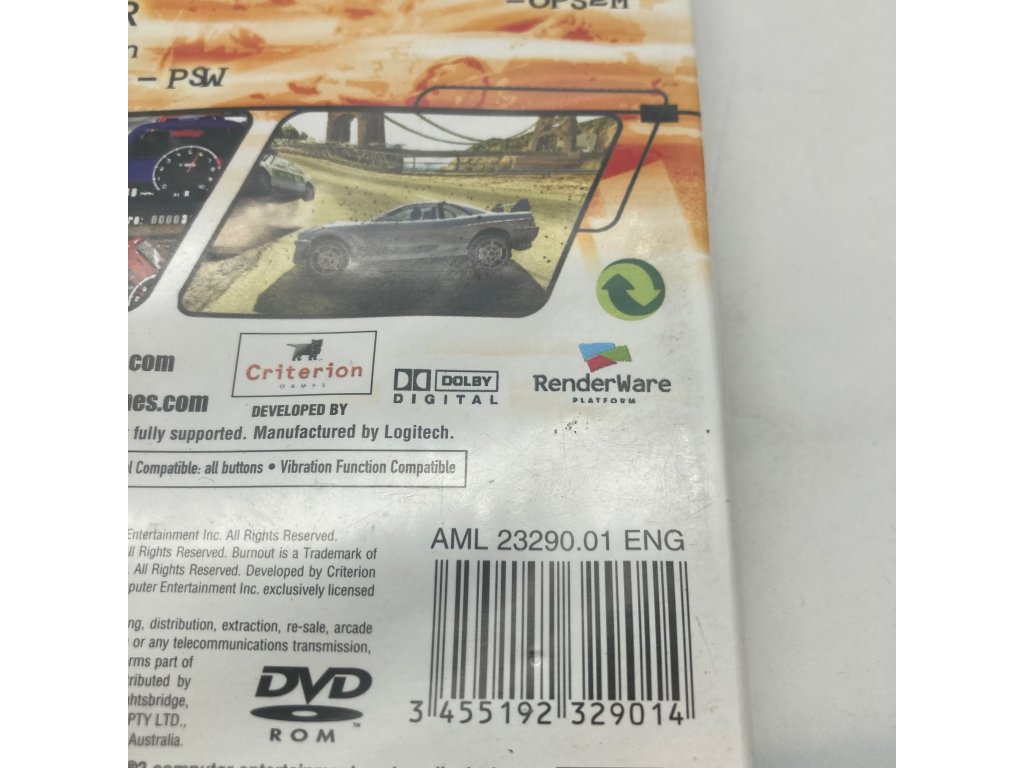 -OPS2M
- PSW
.com
Criterion
GAMES
DOLBY
DIGITAL
RenderWare
PLATFORM
es.com
DEVELOPED BY
fully supported. Manufactured by Logitech.
Compatible: all buttons • Vibration Function Compatible
Entertainment Inc. All Rights Reserved.
Rights Reserved. Burnout is a Trademark of
All Rights Reserved. Developed by Criterion
puter Entertainment Inc. exclusively licensed
AML 23290.01 ENG
ng, distribution, extraction, re-sale, arcade
or any telecommunications transmission,
rms part of
ributed by
htsbridge,
PTY LTD.,
Australia.
DVD
ROM
3 455192 329014